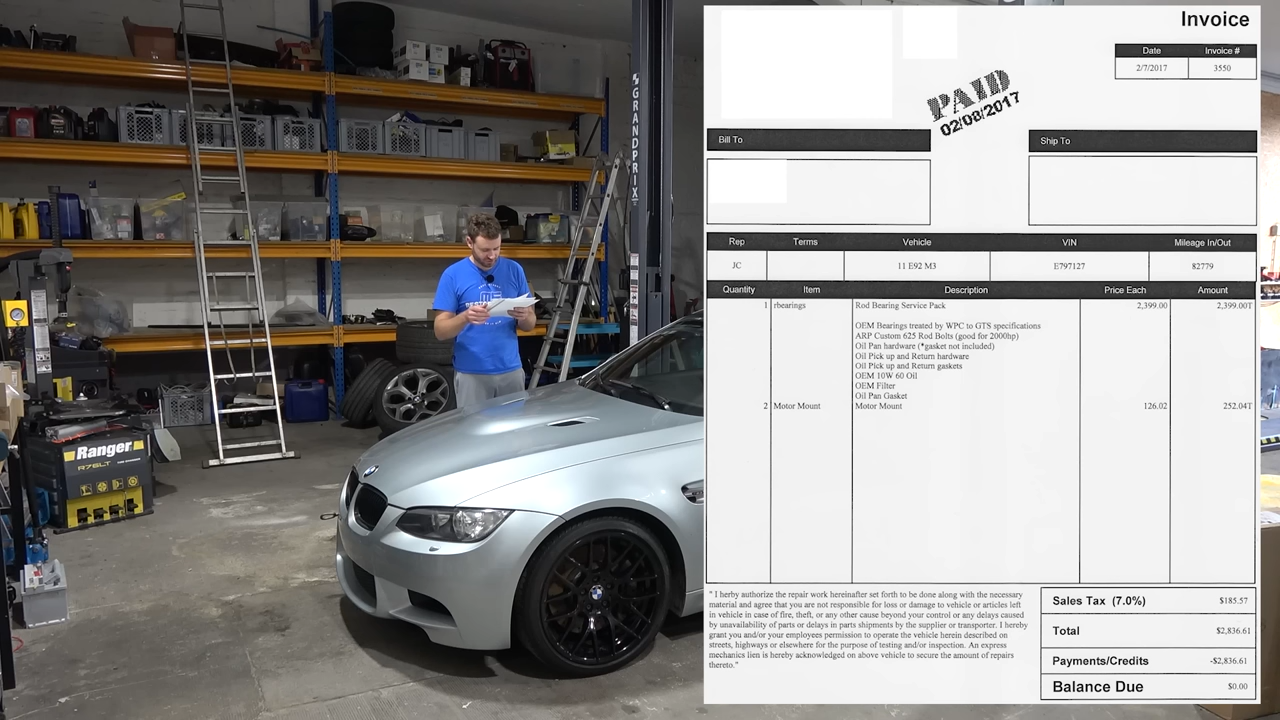 Invoice
Date Invoice #
2/7/2017 3550
PAID
02/08/2017
Bill To
Ship To
Rep Terms Vehicle VIN Mileage In/Out
JC 11 E92 M3 E797127 82779
Quantity Item Description Price Each Amount
1 rbearings Rod Bearing Service Pack 2,399.00 2,399.00T
OEM Bearings treated by WPC to GTS specifications
ARP Custom 625 Rod Bolts (good for 2000hp)
Oil Pan hardware (*gasket not included)
Oil Pick up and Return hardware
Oil Pick up and Return gaskets
OEM 10W 60 Oil
OEM Filter
Oil Pan Gasket
2 Motor Mount Motor Mount 126.02 252.04T
" I herby authorize the repair work hereinafter set forth to be done along with the necessary
material and agree that you are not responsible for loss or damage to vehicle or articles left
in vehicle in case of fire, theft, or any other cause beyond your control or any delays caused
by unavailability of parts or delays in parts shipments by the supplier or transporter. I hereby
grant you and/or your employees permission to operate the vehicle herein described on
streets, highways or elsewhere for the purpose of testing and/or inspection. An express
mechanics lien is hereby acknowledged on above vehicle to secure the amount of repairs
thereto."
Sales Tax (7.0%) $185.57
Total $2,836.61
Payments/Credits -$2,836.61
Balance Due $0.00
GRANDPRIX
Ranger
R76LT